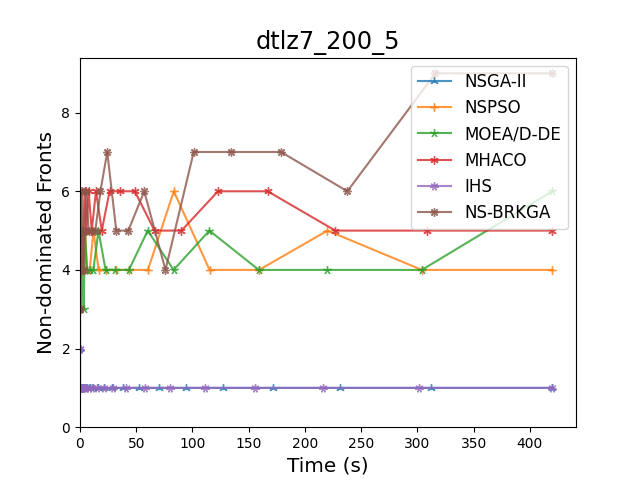 dtlz7_200_5
Non-dominated Fronts
8
6
4
2
0
0 50 100 150 200 250 300 350 400
Time (s)
NSGA-II
NSPSO
MOEA/D-DE
MHACO
IHS
NS-BRKGA